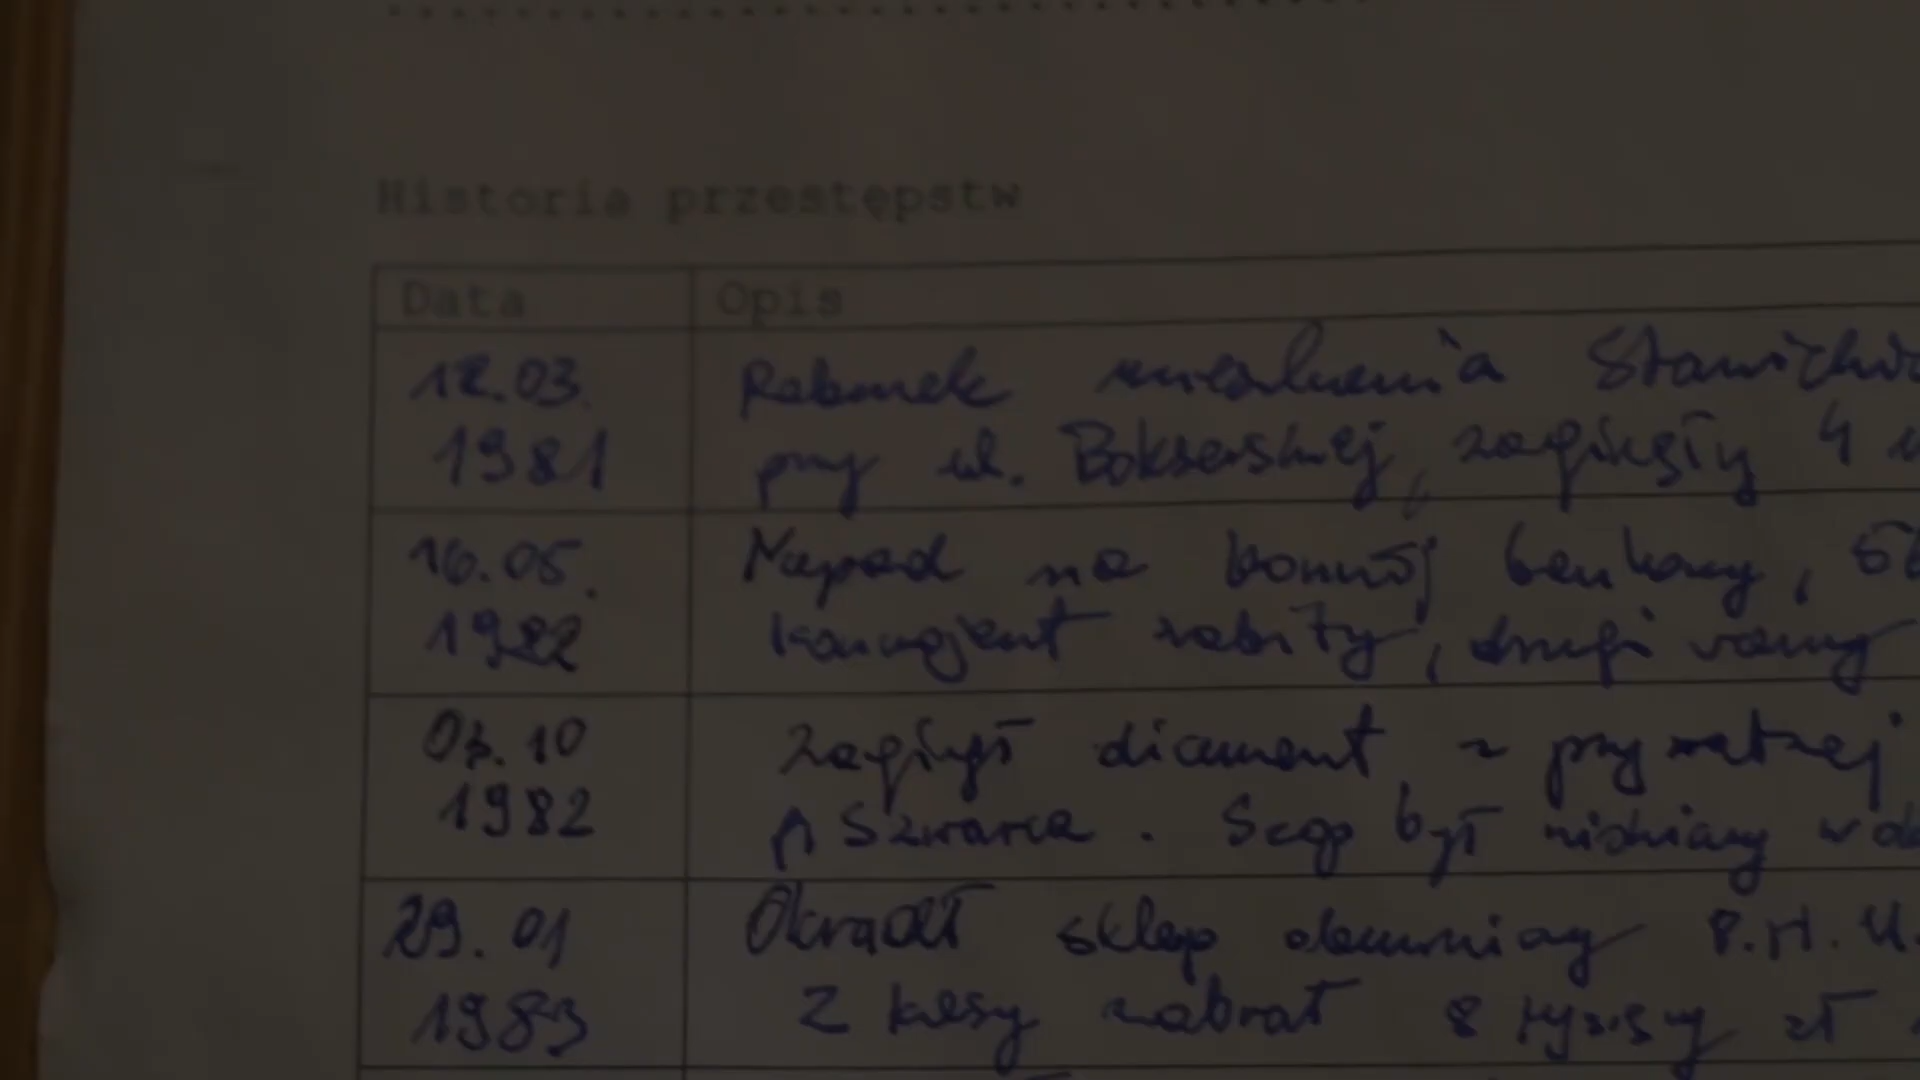 Historia przestępstw
Data Opis
12.03. Rabunek mieszkania
1981 przy ul. Bokserskiej, zaginęły 4
16.05. Napad na konwój bankowy,
1982 konwojent zabity, drugi ranny
03.10 Zaginął diament z prywatnej
1982 p Szwarca. Sejf był niszczony
29.01 Okradł sklep P.H.U.
1983 z kasy zabrał 8 tysięcy zł